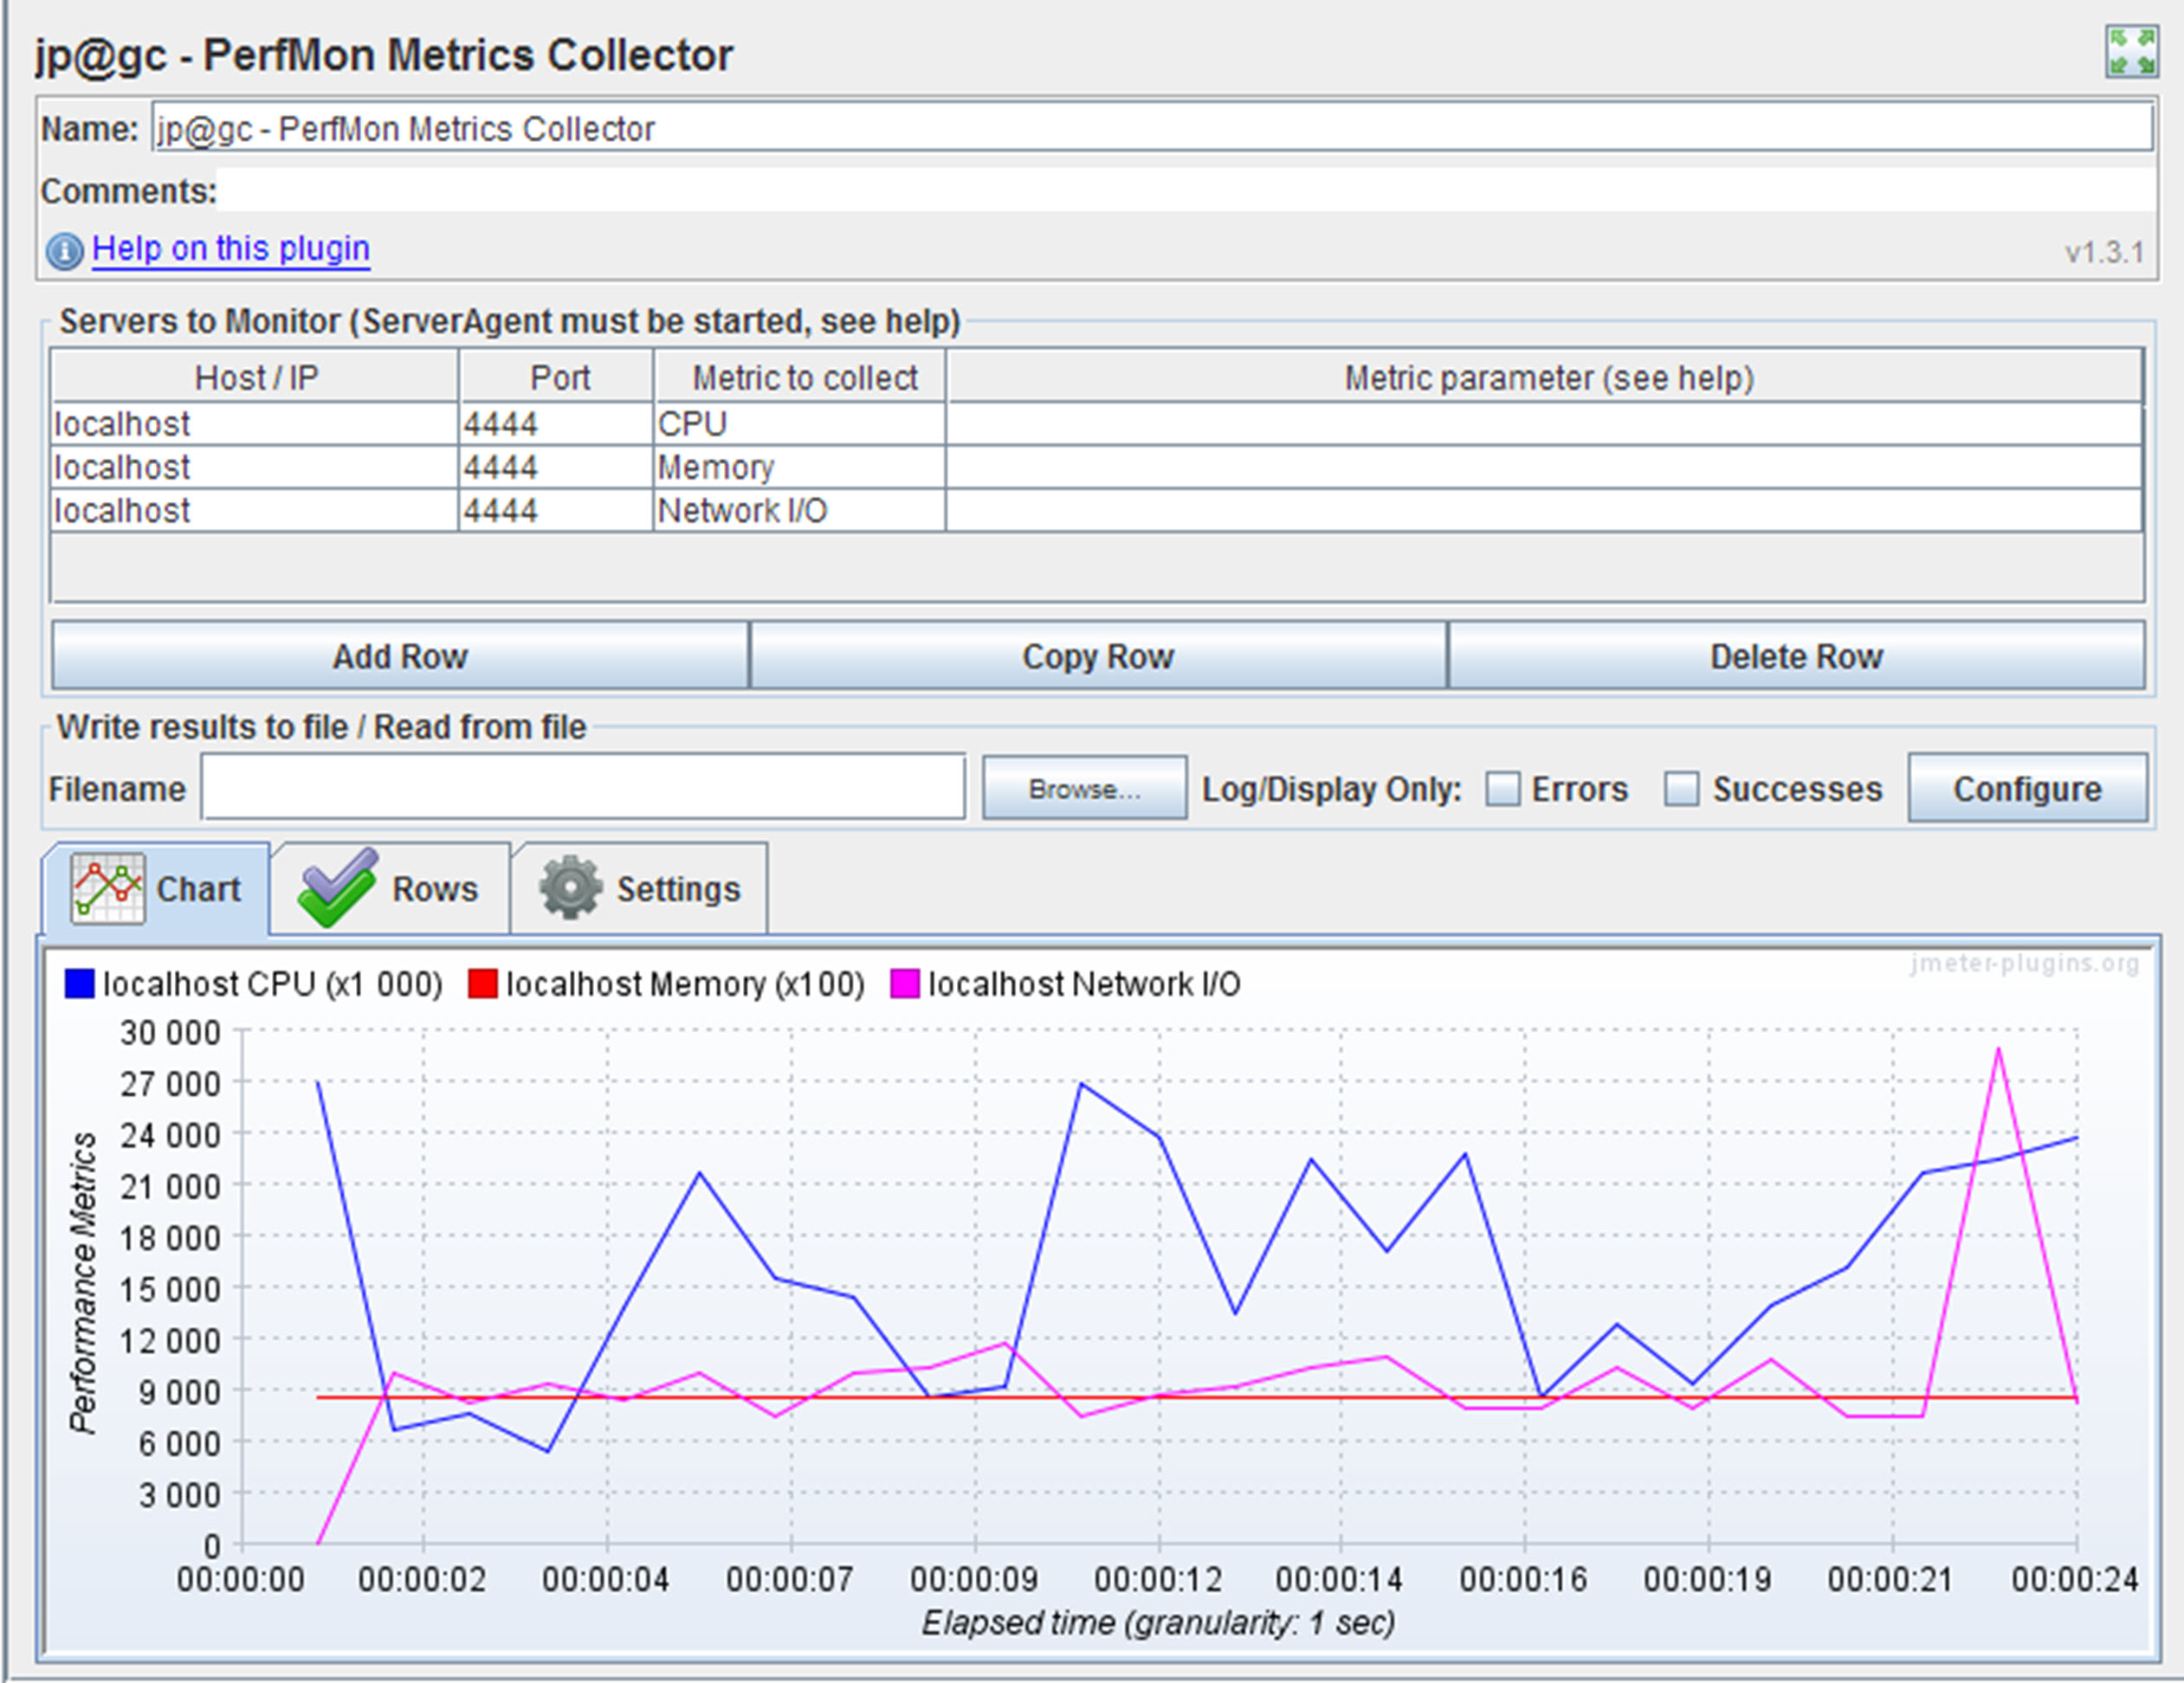 jp@gc - PerfMon Metrics Collector
Name: jp@gc - PerfMon Metrics Collector
Comments:
Help on this plugin v1.3.1
Servers to Monitor (ServerAgent must be started, see help)
Host / IP Port Metric to collect Metric parameter (see help)
localhost 4444 CPU
localhost 4444 Memory
localhost 4444 Network I/O
Add Row Copy Row Delete Row
Write results to file / Read from file
Filename Browse... Log/Display Only: Errors Successes Configure
Chart Rows Settings
jmeter-plugins.org
localhost CPU (x1 000) localhost Memory (x100) localhost Network I/O
Performance Metrics
30 000
27 000
24 000
21 000
18 000
15 000
12 000
9 000
6 000
3 000
0
00:00:00 00:00:02 00:00:04 00:00:07 00:00:09 00:00:12 00:00:14 00:00:16 00:00:19 00:00:21 00:00:24
Elapsed time (granularity: 1 sec)